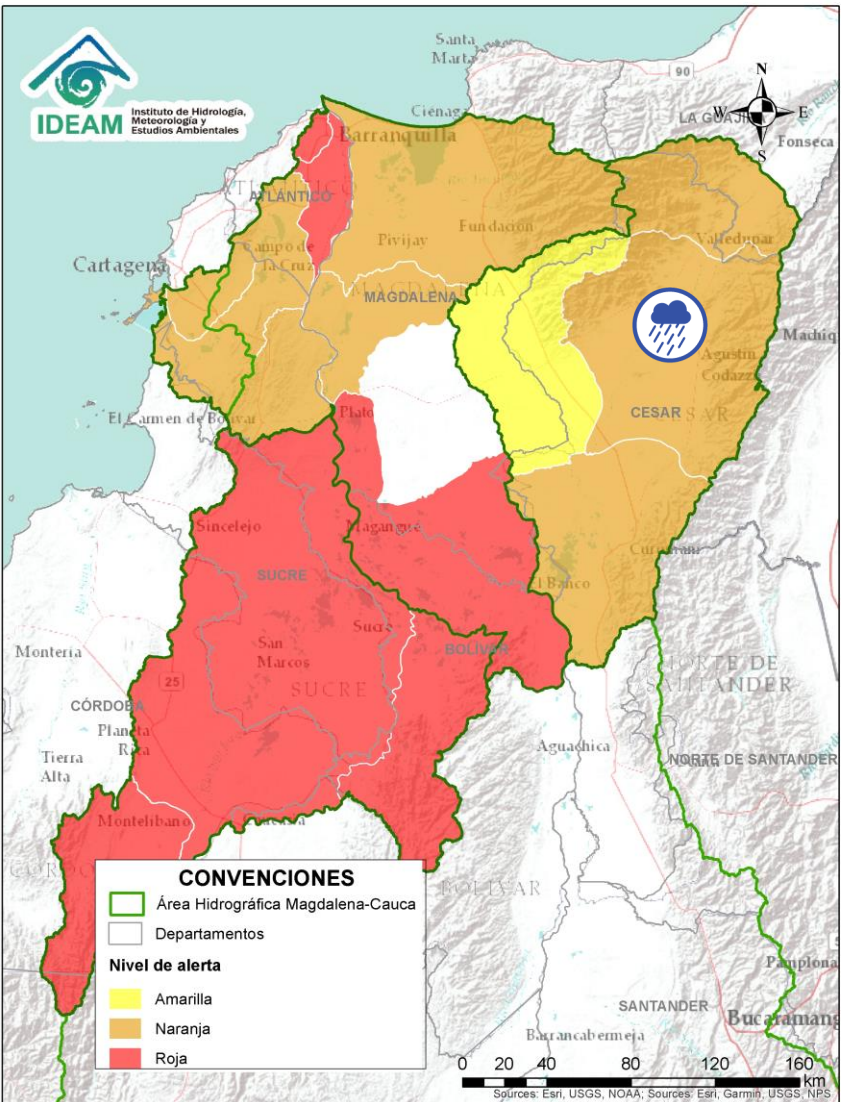 IDEAM
Instituto de Hidrología,
Meteorología y
Estudios Ambientales
Santa
Marta
90
N
W
E
S
Ciénaga
LA GUAJIRA
Fonseca
Barranquilla
ATLÁNTICO
Valledupar
Fundación
Pivijay
Campo de
la Cruz
Cartagena
MAGDALENA
Agustín
Codazzi
CESAR
CESAR
El Carmen de Bolívar
Plato
Sincelejo
Magangué
Curumaní
SUCRE
El Banco
Montería
Sucre
San
Marcos
BOLÍVAR
SUCRE
NORTE DE
SANTANDER
25
CÓRDOBA
Planeta
Rica
Tierra
Alta
Aguachica
NORTE DE SANTANDER
Montelíbano
Caucasia
BOLÍVAR
CONVENCIONES
Área Hidrográfica Magdalena-Cauca
Departamentos
Nivel de alerta
Amarilla
Naranja
Roja
Pamplona
SANTANDER
Bucaramang
Barrancabermeja
0 20 40 80 120 160
km
Sources: Esri, USGS, NOAA; Sources: Esri, Garmin, USGS, NPS